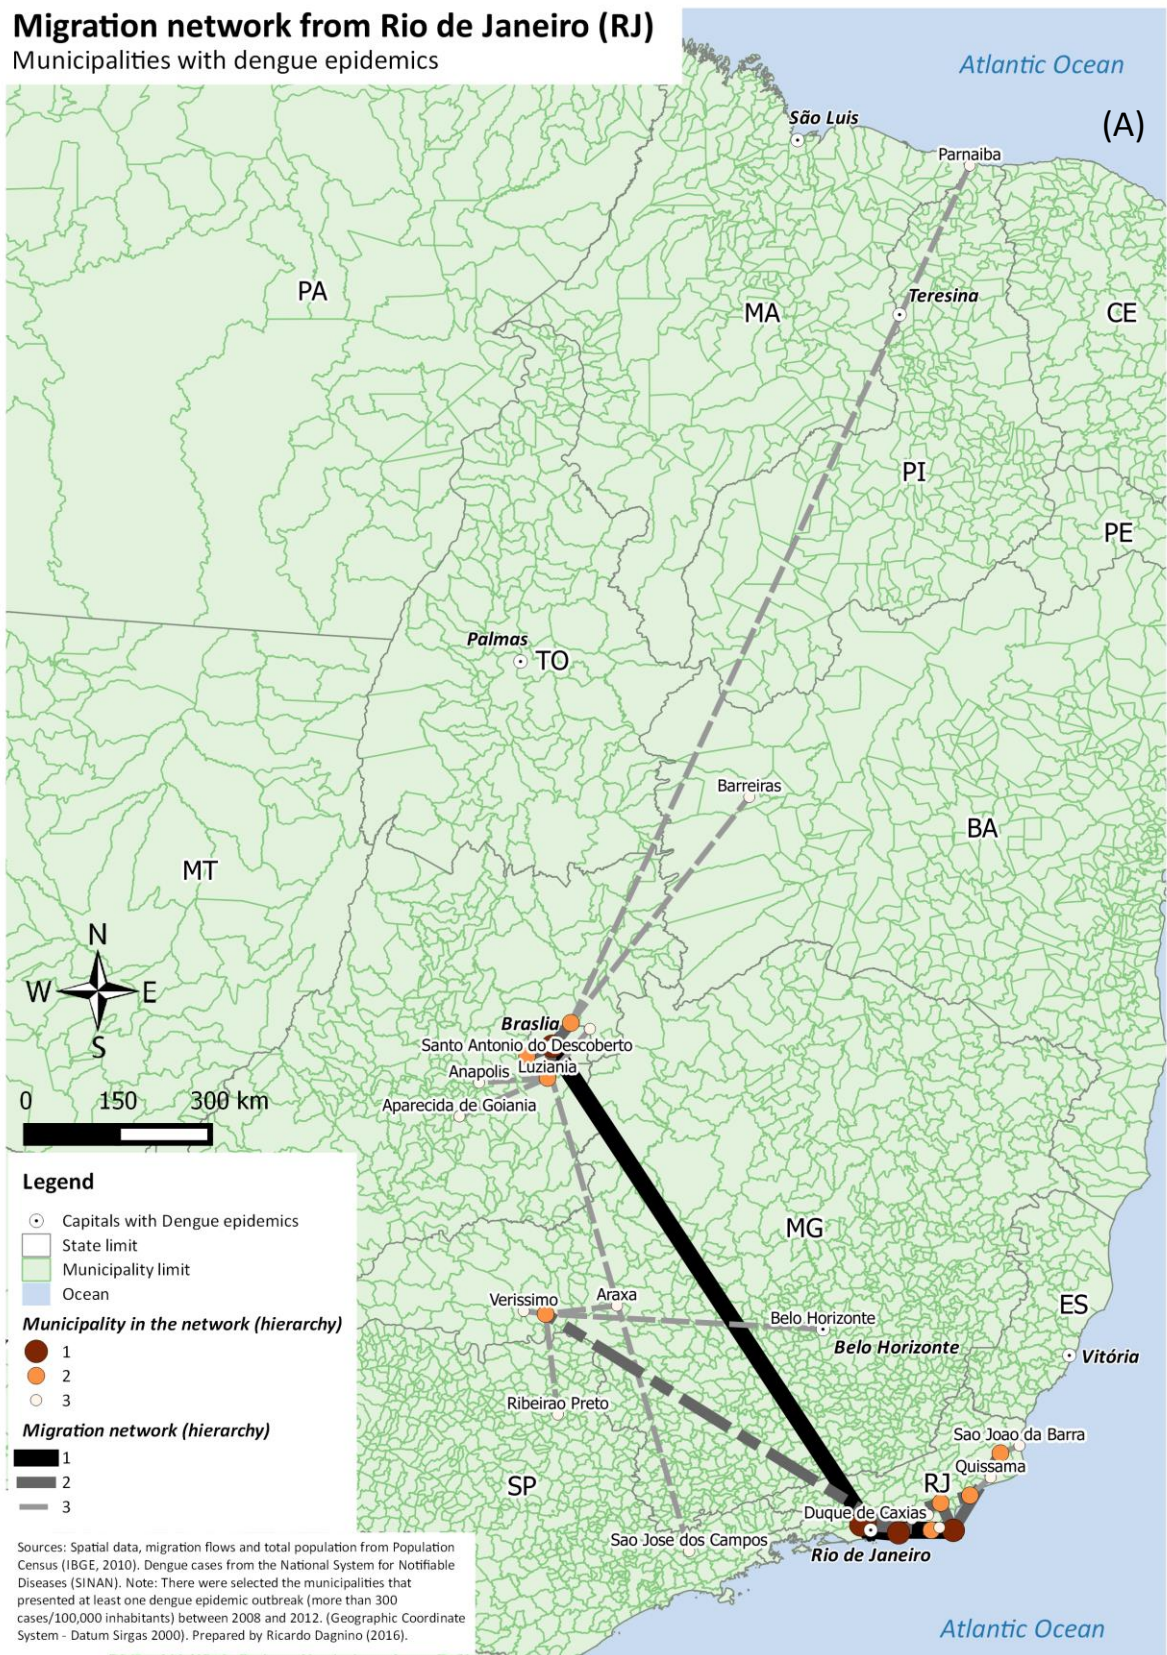 Migration network from Rio de Janeiro (RJ)
Municipalities with dengue epidemics
Atlantic Ocean
(A)
São Luis
Parnaiba
PA
Teresina
MA
CE
PI
PE
Palmas
TO
Barreiras
BA
MT
N
W E
S
Braslia
Santo Antonio do Descoberto
Luziania
Anapolis
Aparecida de Goiania
0 150 300 km
Legend
Capitals with Dengue epidemics
State limit
Municipality limit
Ocean
Municipality in the network (hierarchy)
1
2
3
Migration network (hierarchy)
1
2
3
MG
ES
Verissimo
Araxa
Belo Horizonte
Belo Horizonte
Vitória
Ribeirao Preto
Sao Joao da Barra
Quissama
SP
RJ
Duque de Caxias
Sao Jose dos Campos
Rio de Janeiro
Sources: Spatial data, migration flows and total population from Population
Census (IBGE, 2010). Dengue cases from the National System for Notifiable
Diseases (SINAN). Note: There were selected the municipalities that
presented at least one dengue epidemic outbreak (more than 300
cases/100,000 inhabitants) between 2008 and 2012. (Geographic Coordinate
System - Datum Sirgas 2000). Prepared by Ricardo Dagnino (2016).
Atlantic Ocean